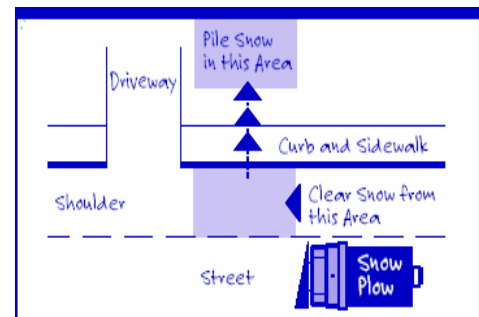 Pile Snow
in this Area
Driveway
Curb and Sidewalk
Shoulder
Clear Snow from
this Area
Street
Snow
Plow